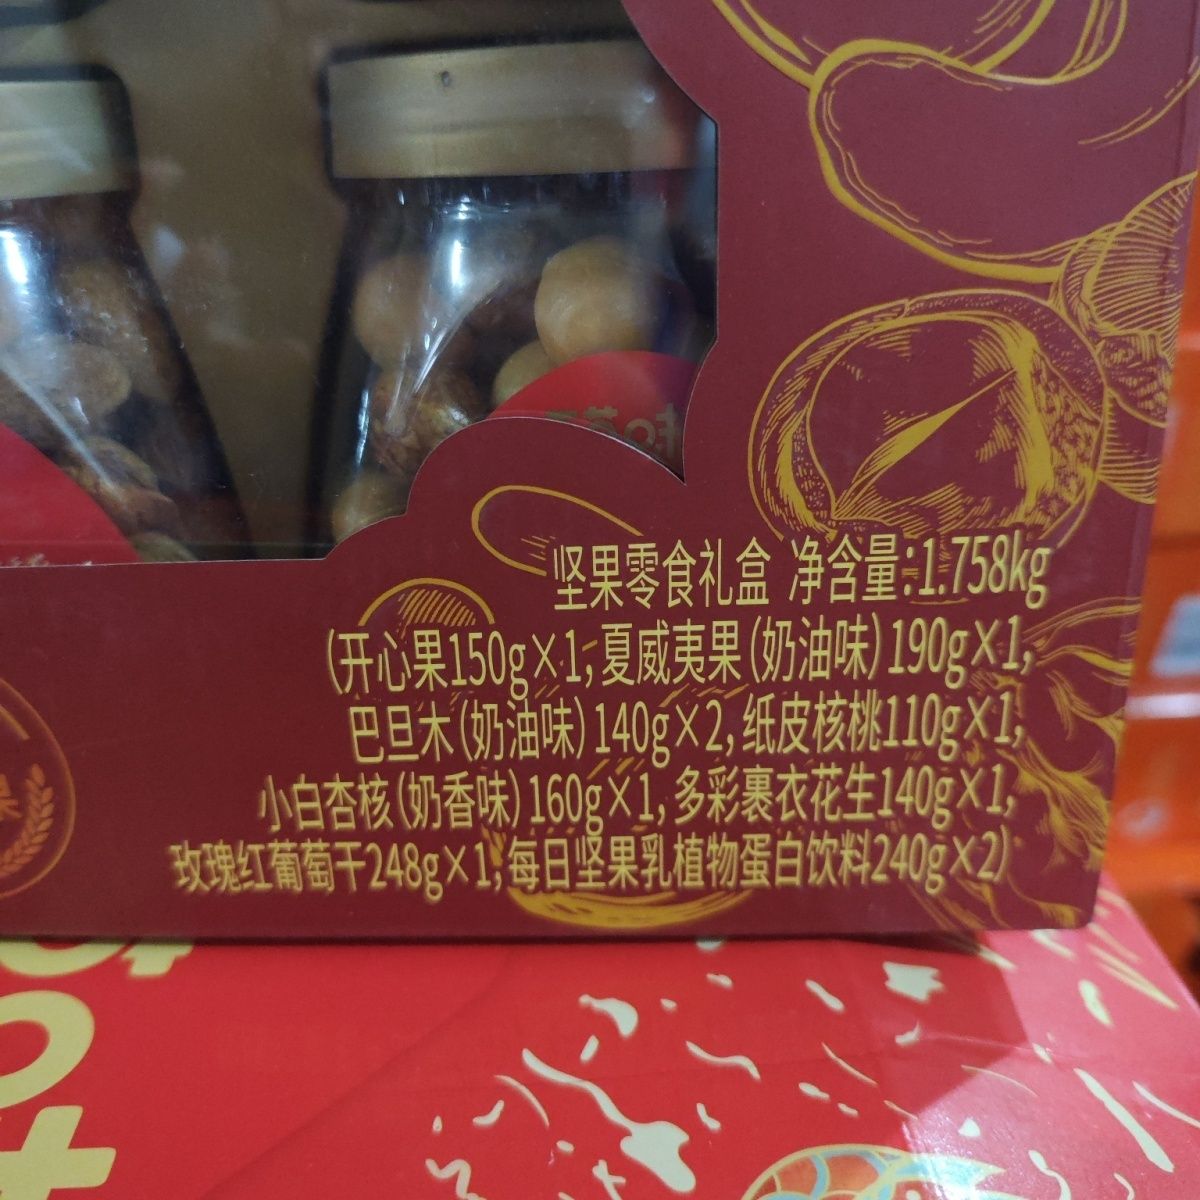 坚果零食礼盒 净含量:1.758kg
(开心果150g×1,夏威夷果(奶油味)190g×1,
巴旦木(奶油味)140g×2,纸皮核桃110g×1,
小白杏核(奶香味)160g×1,多彩裹衣花生140g×1,
玫瑰红葡萄干248g×1,每日坚果乳植物蛋白饮料240g×2)